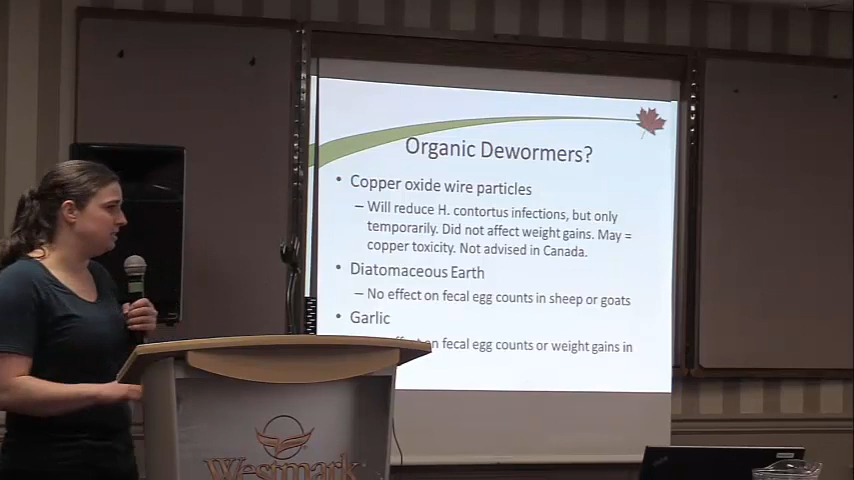 Organic Dewormers?
• Copper oxide wire particles
– Will reduce H. contortus infections, but only
temporarily. Did not affect weight gains. May =
copper toxicity. Not advised in Canada.
• Diatomaceous Earth
– No effect on fecal egg counts in sheep or goats
• Garlic
on fecal egg counts or weight gains in
Westmark